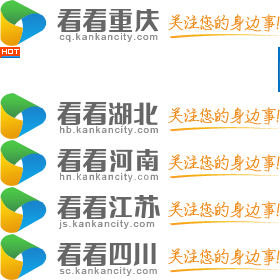 看看重庆 关注您的身边事!
cq.kankancity.com
HOT
看看湖北 关注您的身边事!
hb.kankancity.com
看看河南 关注您的身边事!
hn.kankancity.com
看看江苏 关注您的身边事!
js.kankancity.com
看看四川 关注您的身边事!
sc.kankancity.com